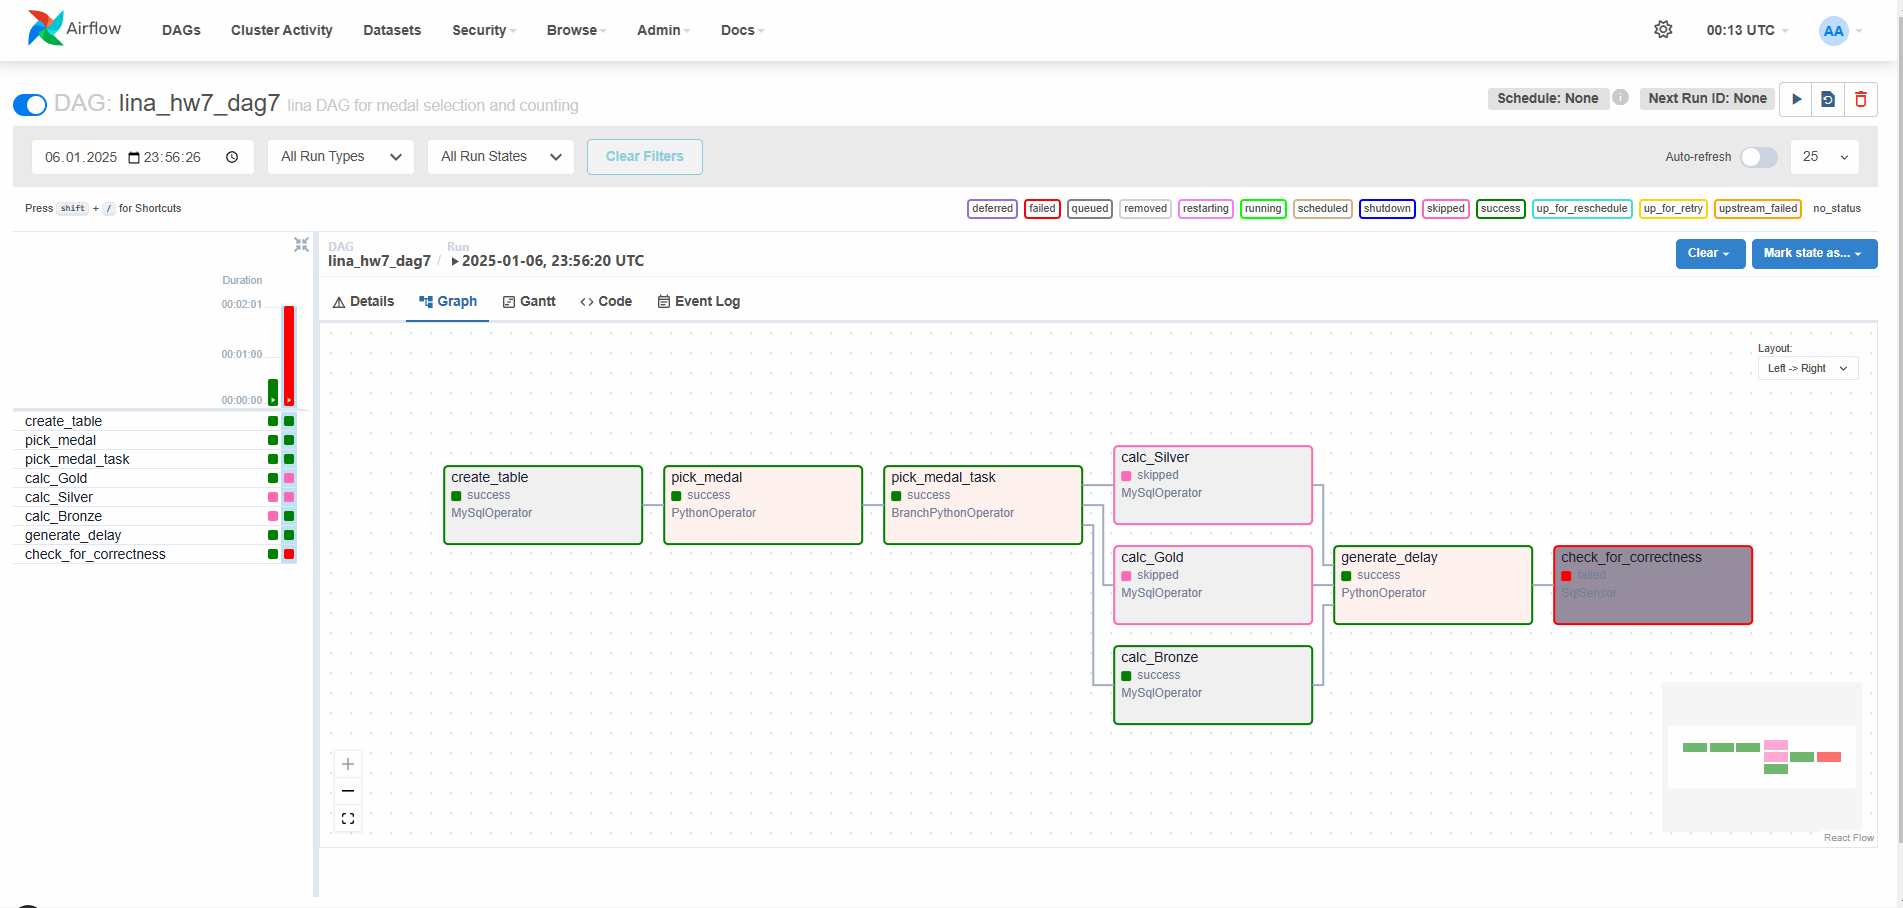 Airflow DAGs Cluster Activity Datasets Security Browse Admin Docs 00:13 UTC AA
DAG: lina_hw7_dag7 lina DAG for medal selection and counting Schedule: None i Next Run ID: None
06.01.2025 23:56:26 All Run Types All Run States Clear Filters Auto-refresh 25
Press shift + / for Shortcuts deferred failed queued removed restarting running scheduled shutdown skipped success up_for_reschedule up_for_retry upstream_failed no_status
DAG Run
lina_hw7_dag7 / 2025-01-06, 23:56:20 UTC Clear Mark state as...
Details Graph Gantt Code Event Log
Duration
00:02:01
00:01:00
00:00:00
create_table
pick_medal
pick_medal_task
calc_Gold
calc_Silver
calc_Bronze
generate_delay
check_for_correctness
Layout:
Left -> Right
create_table
success
MySqlOperator
pick_medal
success
PythonOperator
pick_medal_task
success
BranchPythonOperator
calc_Silver
skipped
MySqlOperator
calc_Gold
skipped
MySqlOperator
calc_Bronze
success
MySqlOperator
generate_delay
success
PythonOperator
check_for_correctness
failed
SqlSensor
React Flow